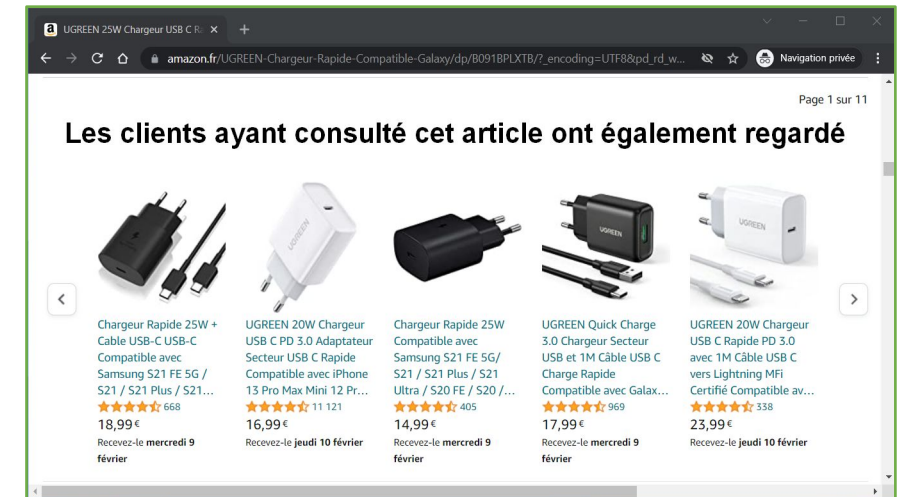 UGREEN 25W Chargeur USB C R
amazon.fr/UGREEN-Chargeur-Rapide-Compatible-Galaxy/dp/B091BPLXTB/?_encoding=UTF8&pd_rd_w...
Navigation privée
Page 1 sur 11
Les clients ayant consulté cet article ont également regardé
UGREEN
UGREEN
UGREEN
Chargeur Rapide 25W +
Cable USB-C USB-C
Compatible avec
Samsung S21 FE 5G /
S21 / S21 Plus / S21...
668
18,99€
Recevez-le mercredi 9
février
UGREEN 20W Chargeur
USB C PD 3.0 Adaptateur
Secteur USB C Rapide
Compatible avec iPhone
13 Pro Max Mini 12 Pr...
11 121
16,99€
Recevez-le jeudi 10 février
Chargeur Rapide 25W
Compatible avec
Samsung S21 FE 5G/
S21 / S21 Plus / S21
Ultra / S20 FE / S20 /...
405
14,99€
Recevez-le mercredi 9
février
UGREEN Quick Charge
3.0 Chargeur Secteur
USB et 1M Câble USB C
Charge Rapide
Compatible avec Galax...
969
17,99€
Recevez-le mercredi 9
février
UGREEN 20W Chargeur
USB C Rapide PD 3.0
avec 1M Câble USB C
vers Lightning MFi
Certifié Compatible av...
338
23,99€
Recevez-le jeudi 10 février